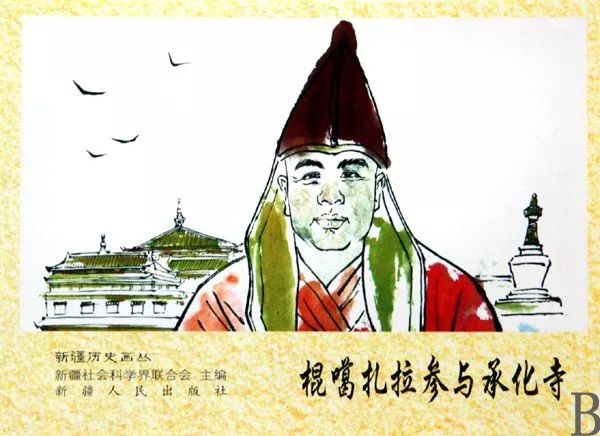 新疆历史画丛
新疆社会科学界联合会 主编
新疆人民出版社
棍噶扎拉参与承化寺
B